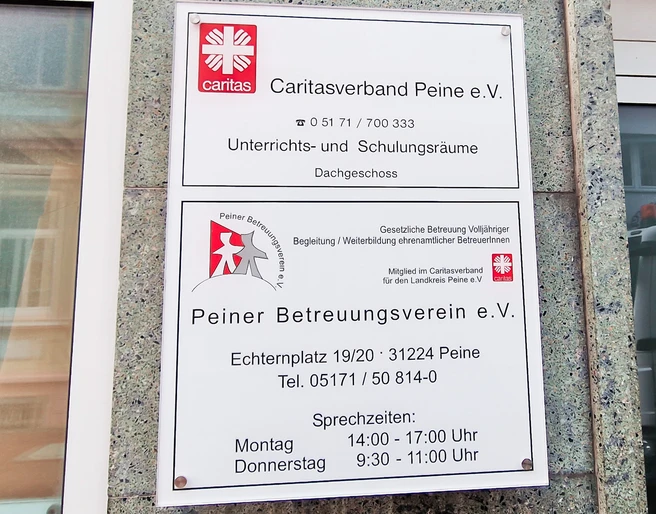 caritas
Caritasverband Peine e.V.
☎ 0 51 71 / 700 333
Unterrichts- und Schulungsräume
Dachgeschoss
Peiner Betreuungsverein e.V.
Gesetzliche Betreuung Volljähriger
Begleitung / Weiterbildung ehrenamtlicher BetreuerInnen
Mitglied im Caritasverband
für den Landkreis Peine e.V
caritas
Peiner Betreuungsverein e.V.
Echternplatz 19/20 · 31224 Peine
Tel. 05171 / 50 814-0
Sprechzeiten:
Montag 14:00 - 17:00 Uhr
Donnerstag 9:30 - 11:00 Uhr